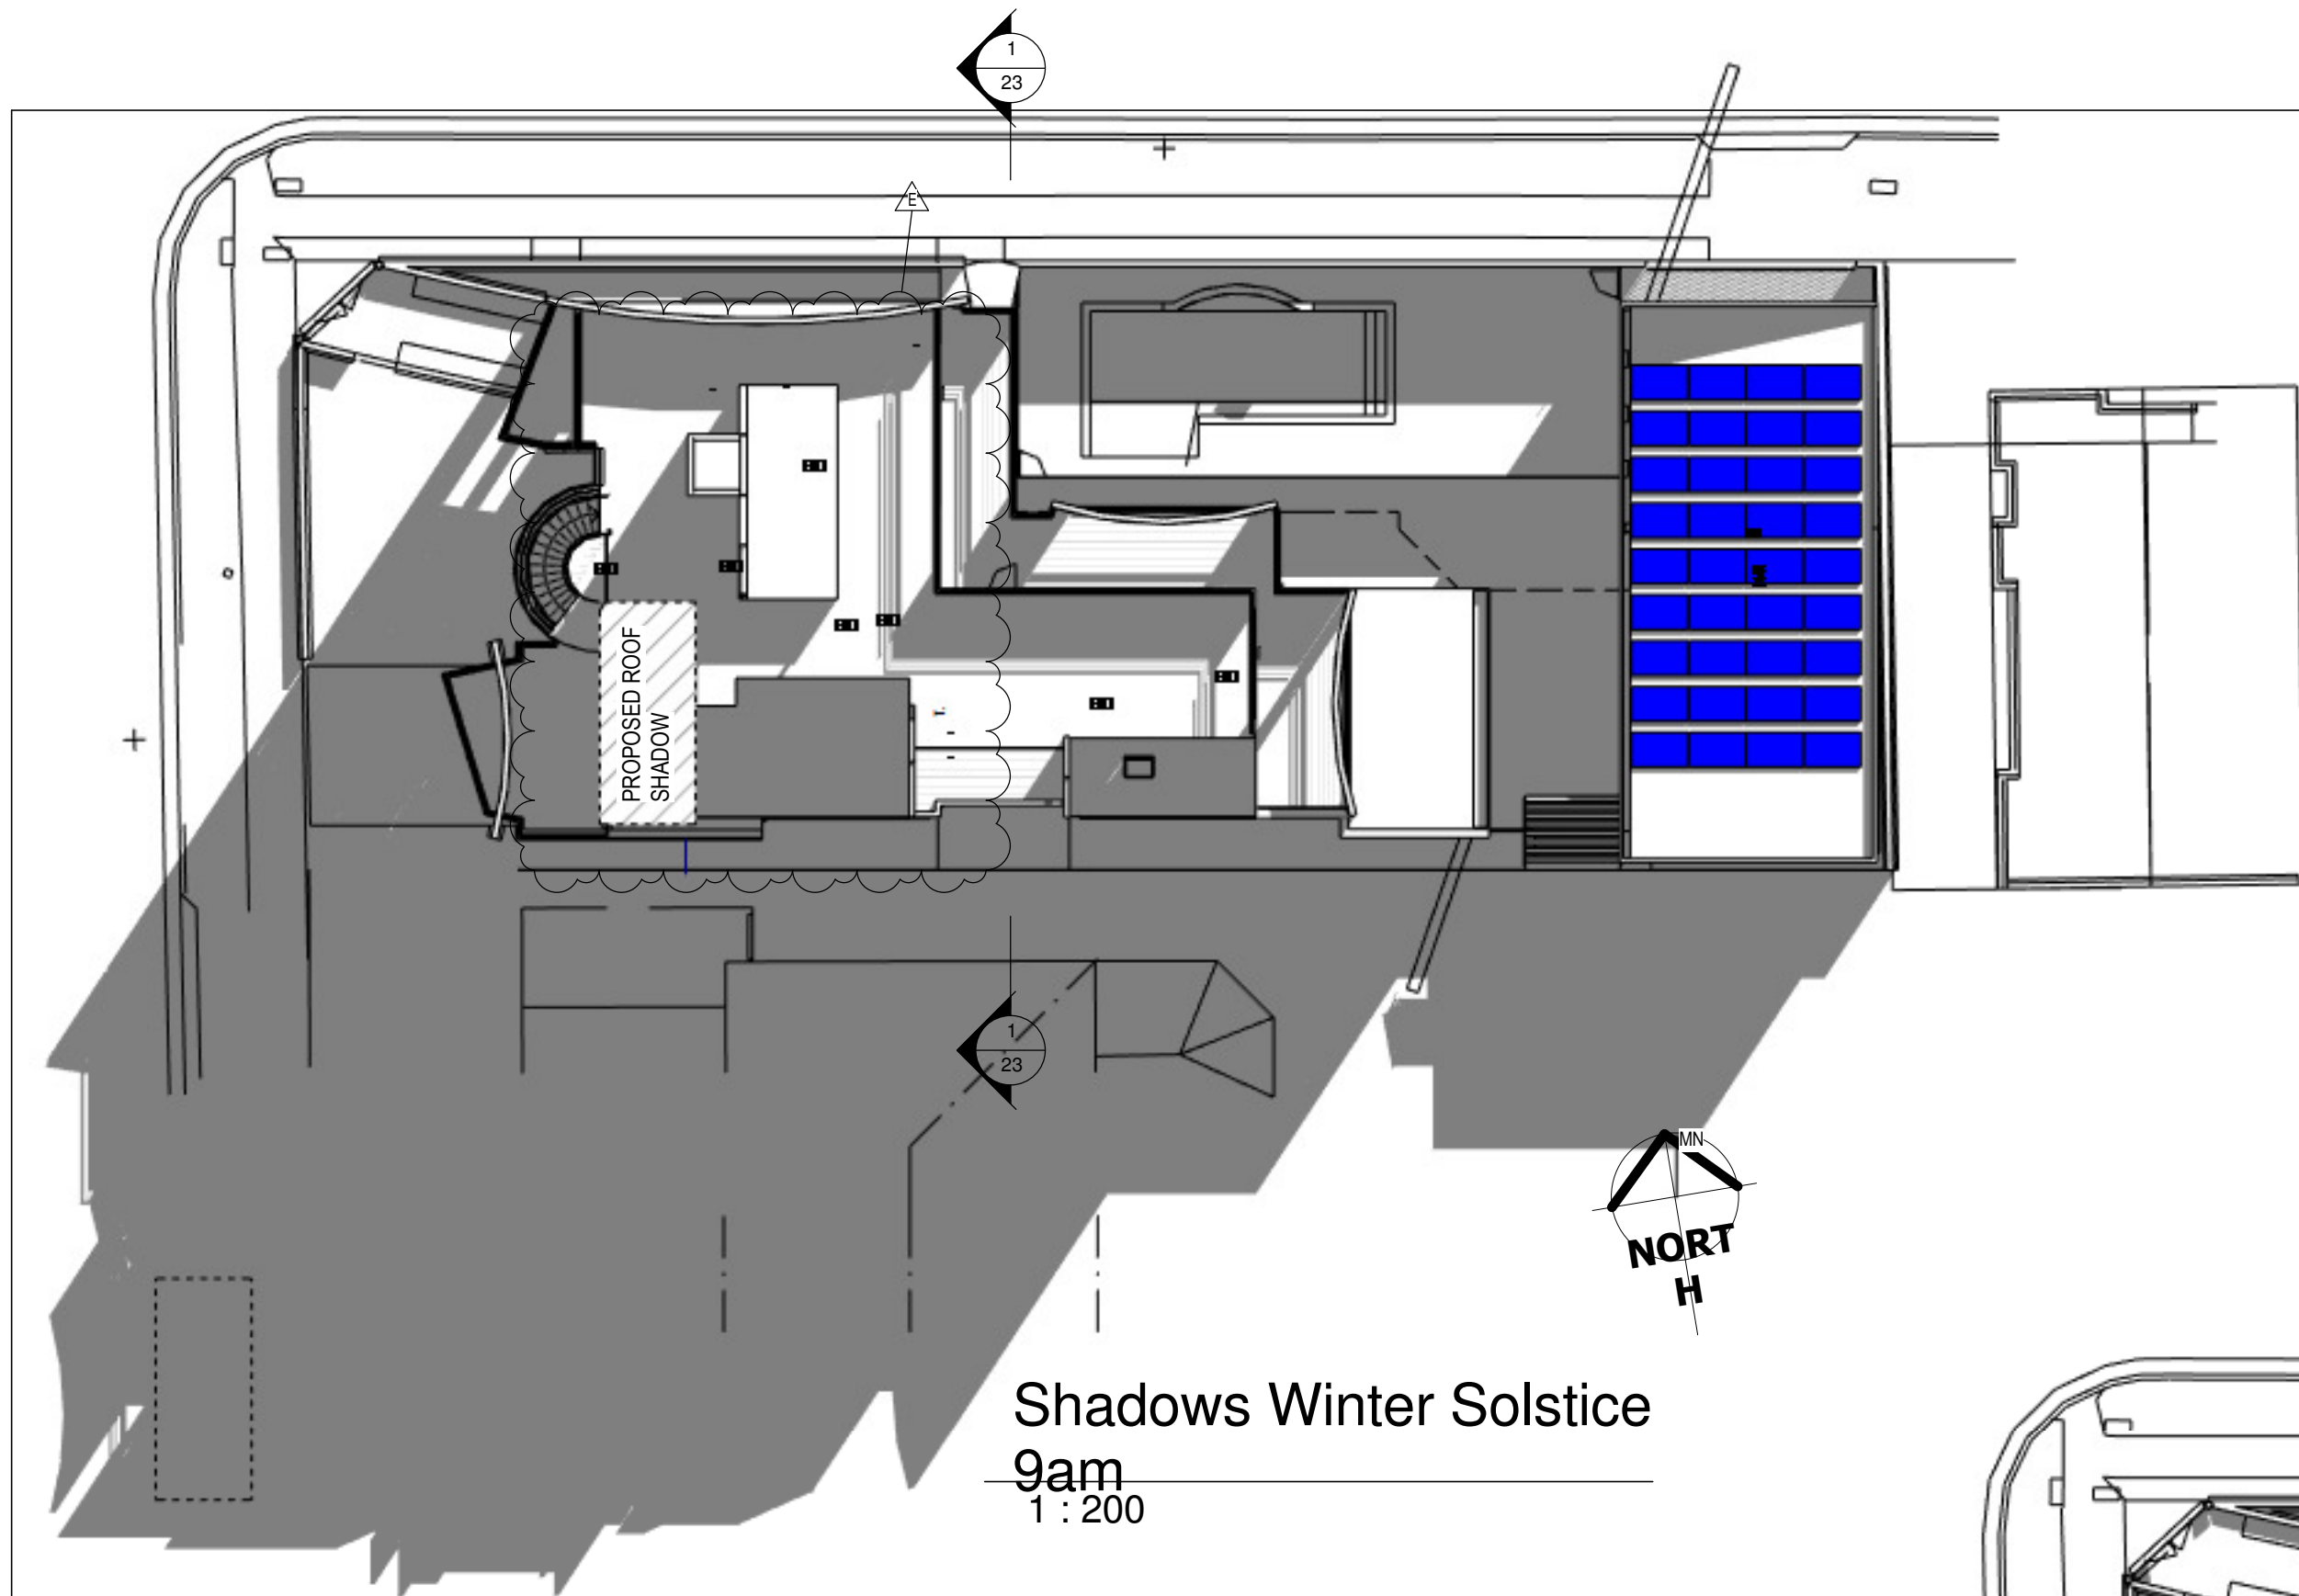 1
23
E
PROPOSED ROOF
SHADOW
1
23
MN
NORT
H
Shadows Winter Solstice
9am
1 : 200